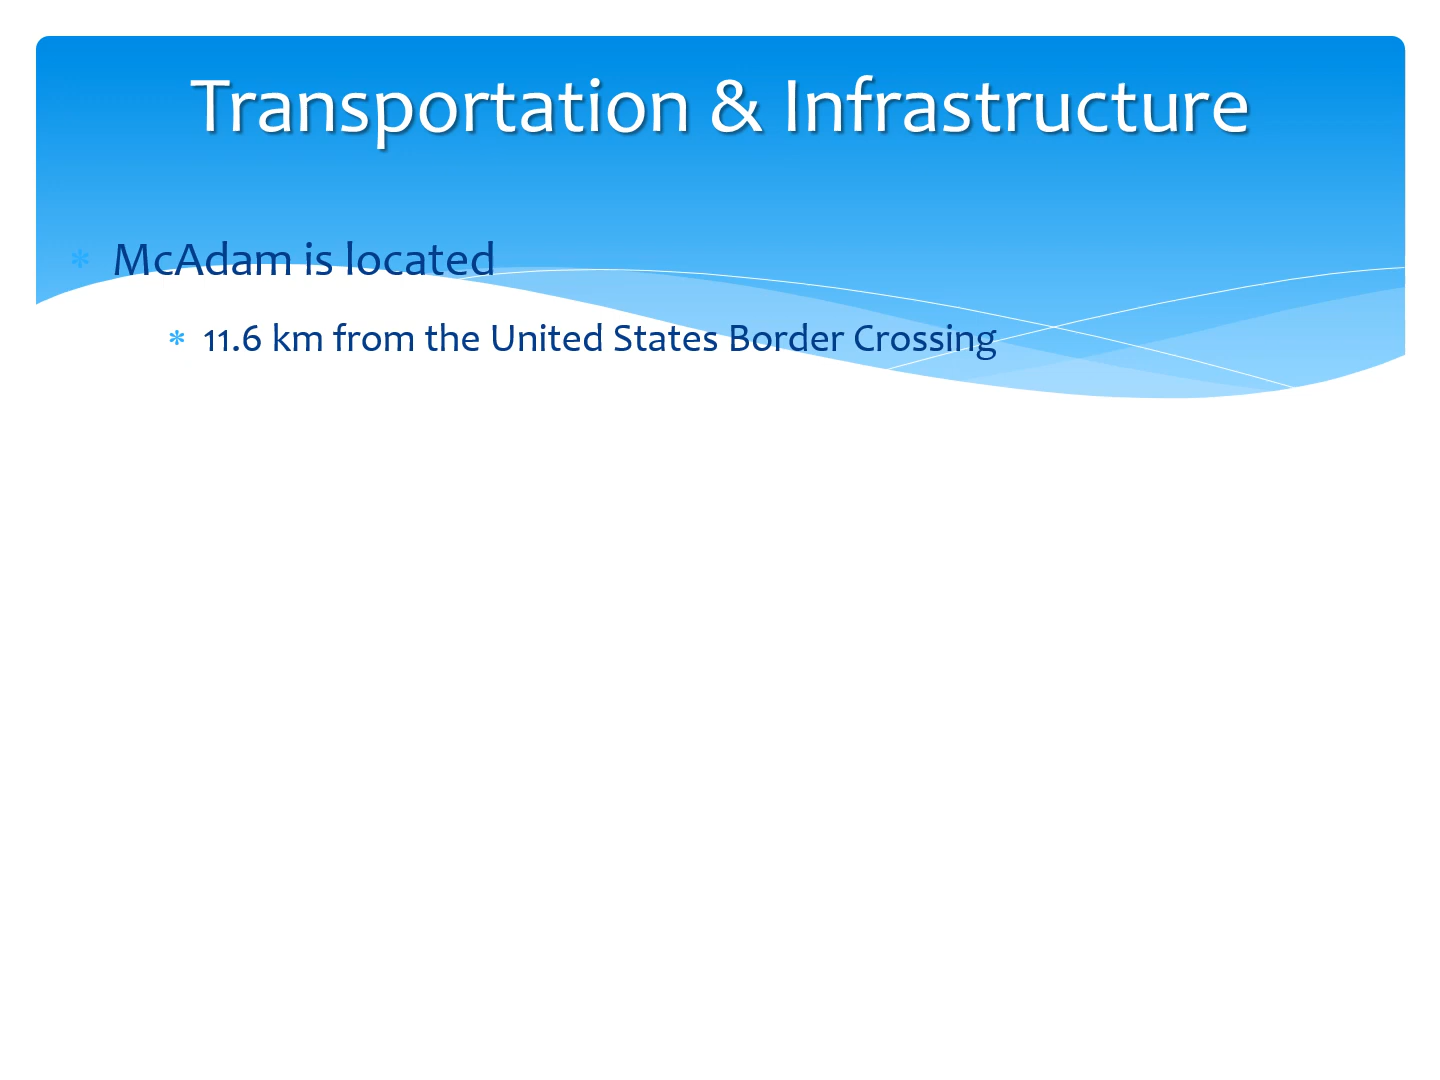 Transportation & Infrastructure
* McAdam is located
* 11.6 km from the United States Border Crossing